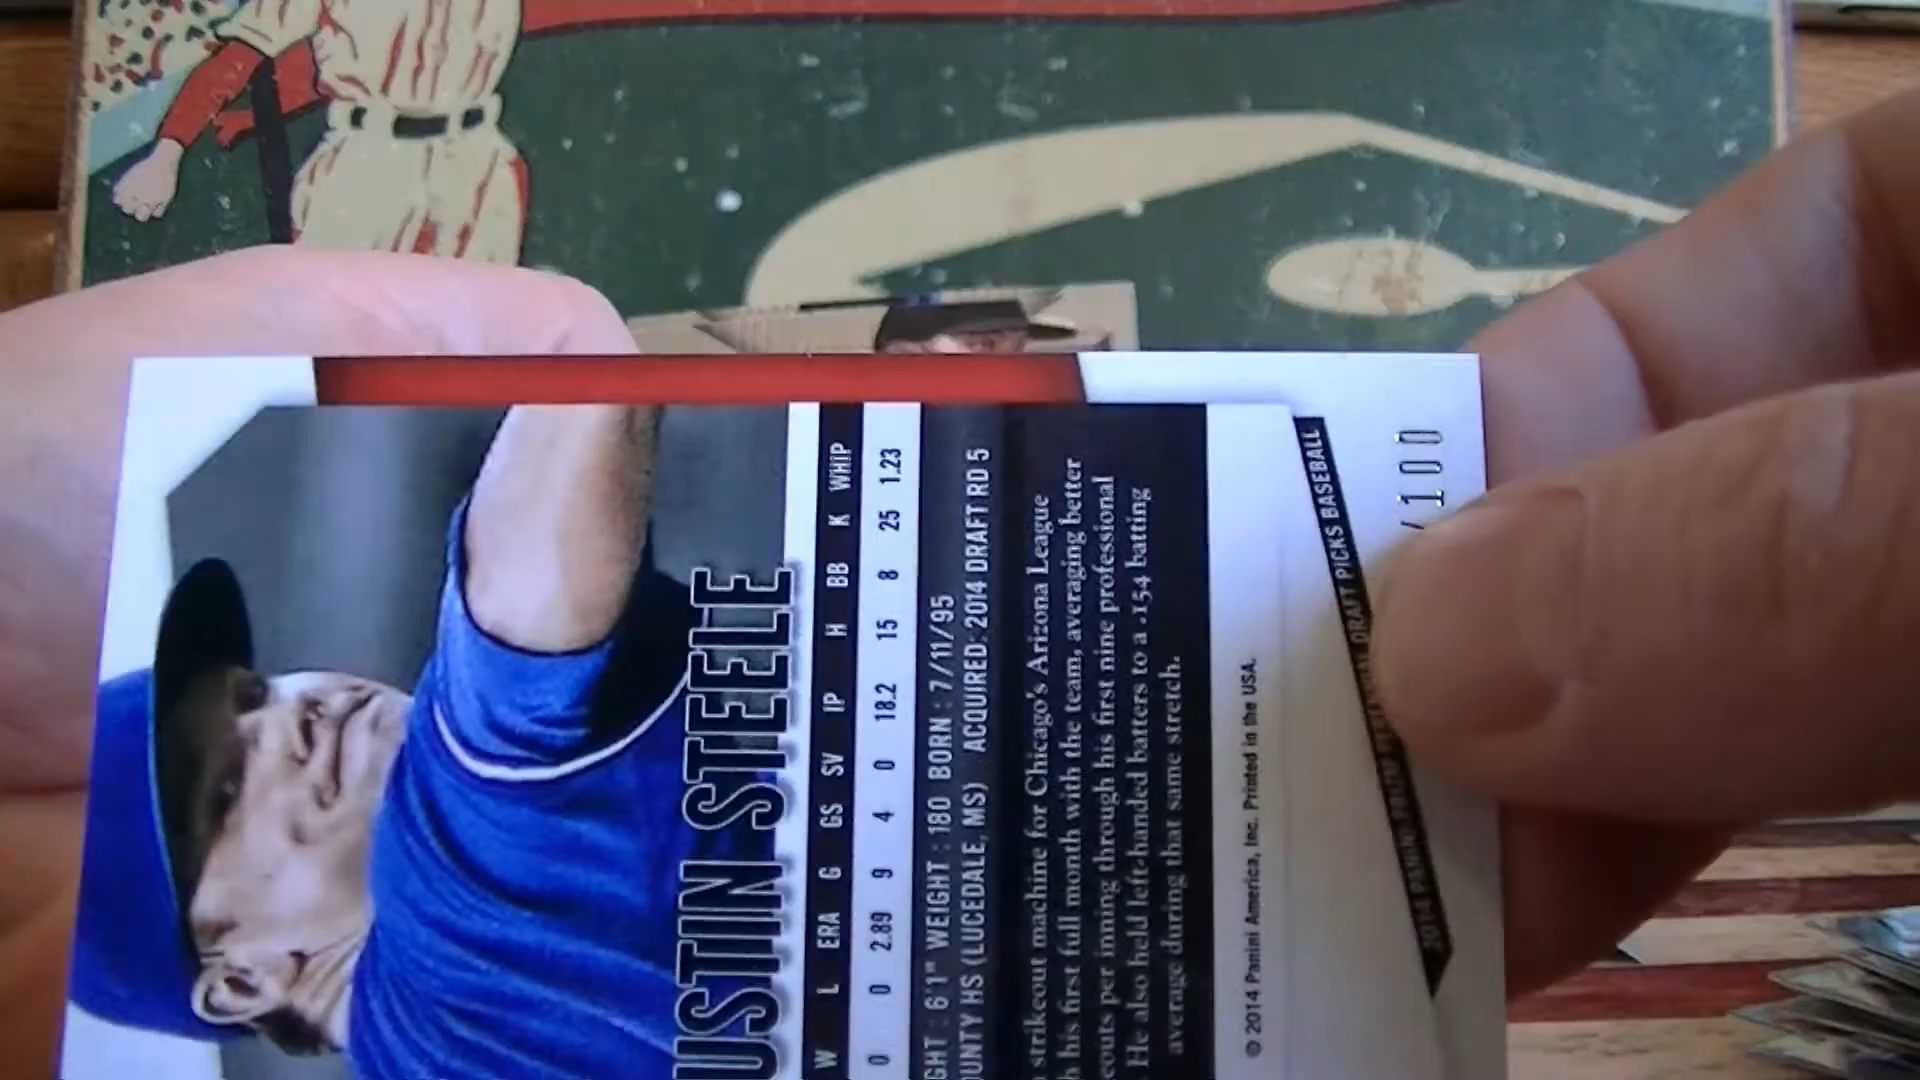 USTIN STEELE
W L ERA G GS SV IP H BB K WHIP
0 0 2.89 9 4 0 18.2 15 8 25 1.23
GHT : 6'1" WEIGHT : 180 BORN : 7/11/95
OUNTY HS (LUCEDALE, MS) ACQUIRED: 2014 DRAFT RD 5
strikeout machine for Chicago's Arizona League
his first full month with the team, averaging better
eouts per inning through his first nine professional
He also held left-handed batters to a .154 batting
average during that same stretch.
© 2014 Panini America, Inc. Printed in the USA.
2014 PANINI DRAFT PICKS BASEBALL
/100